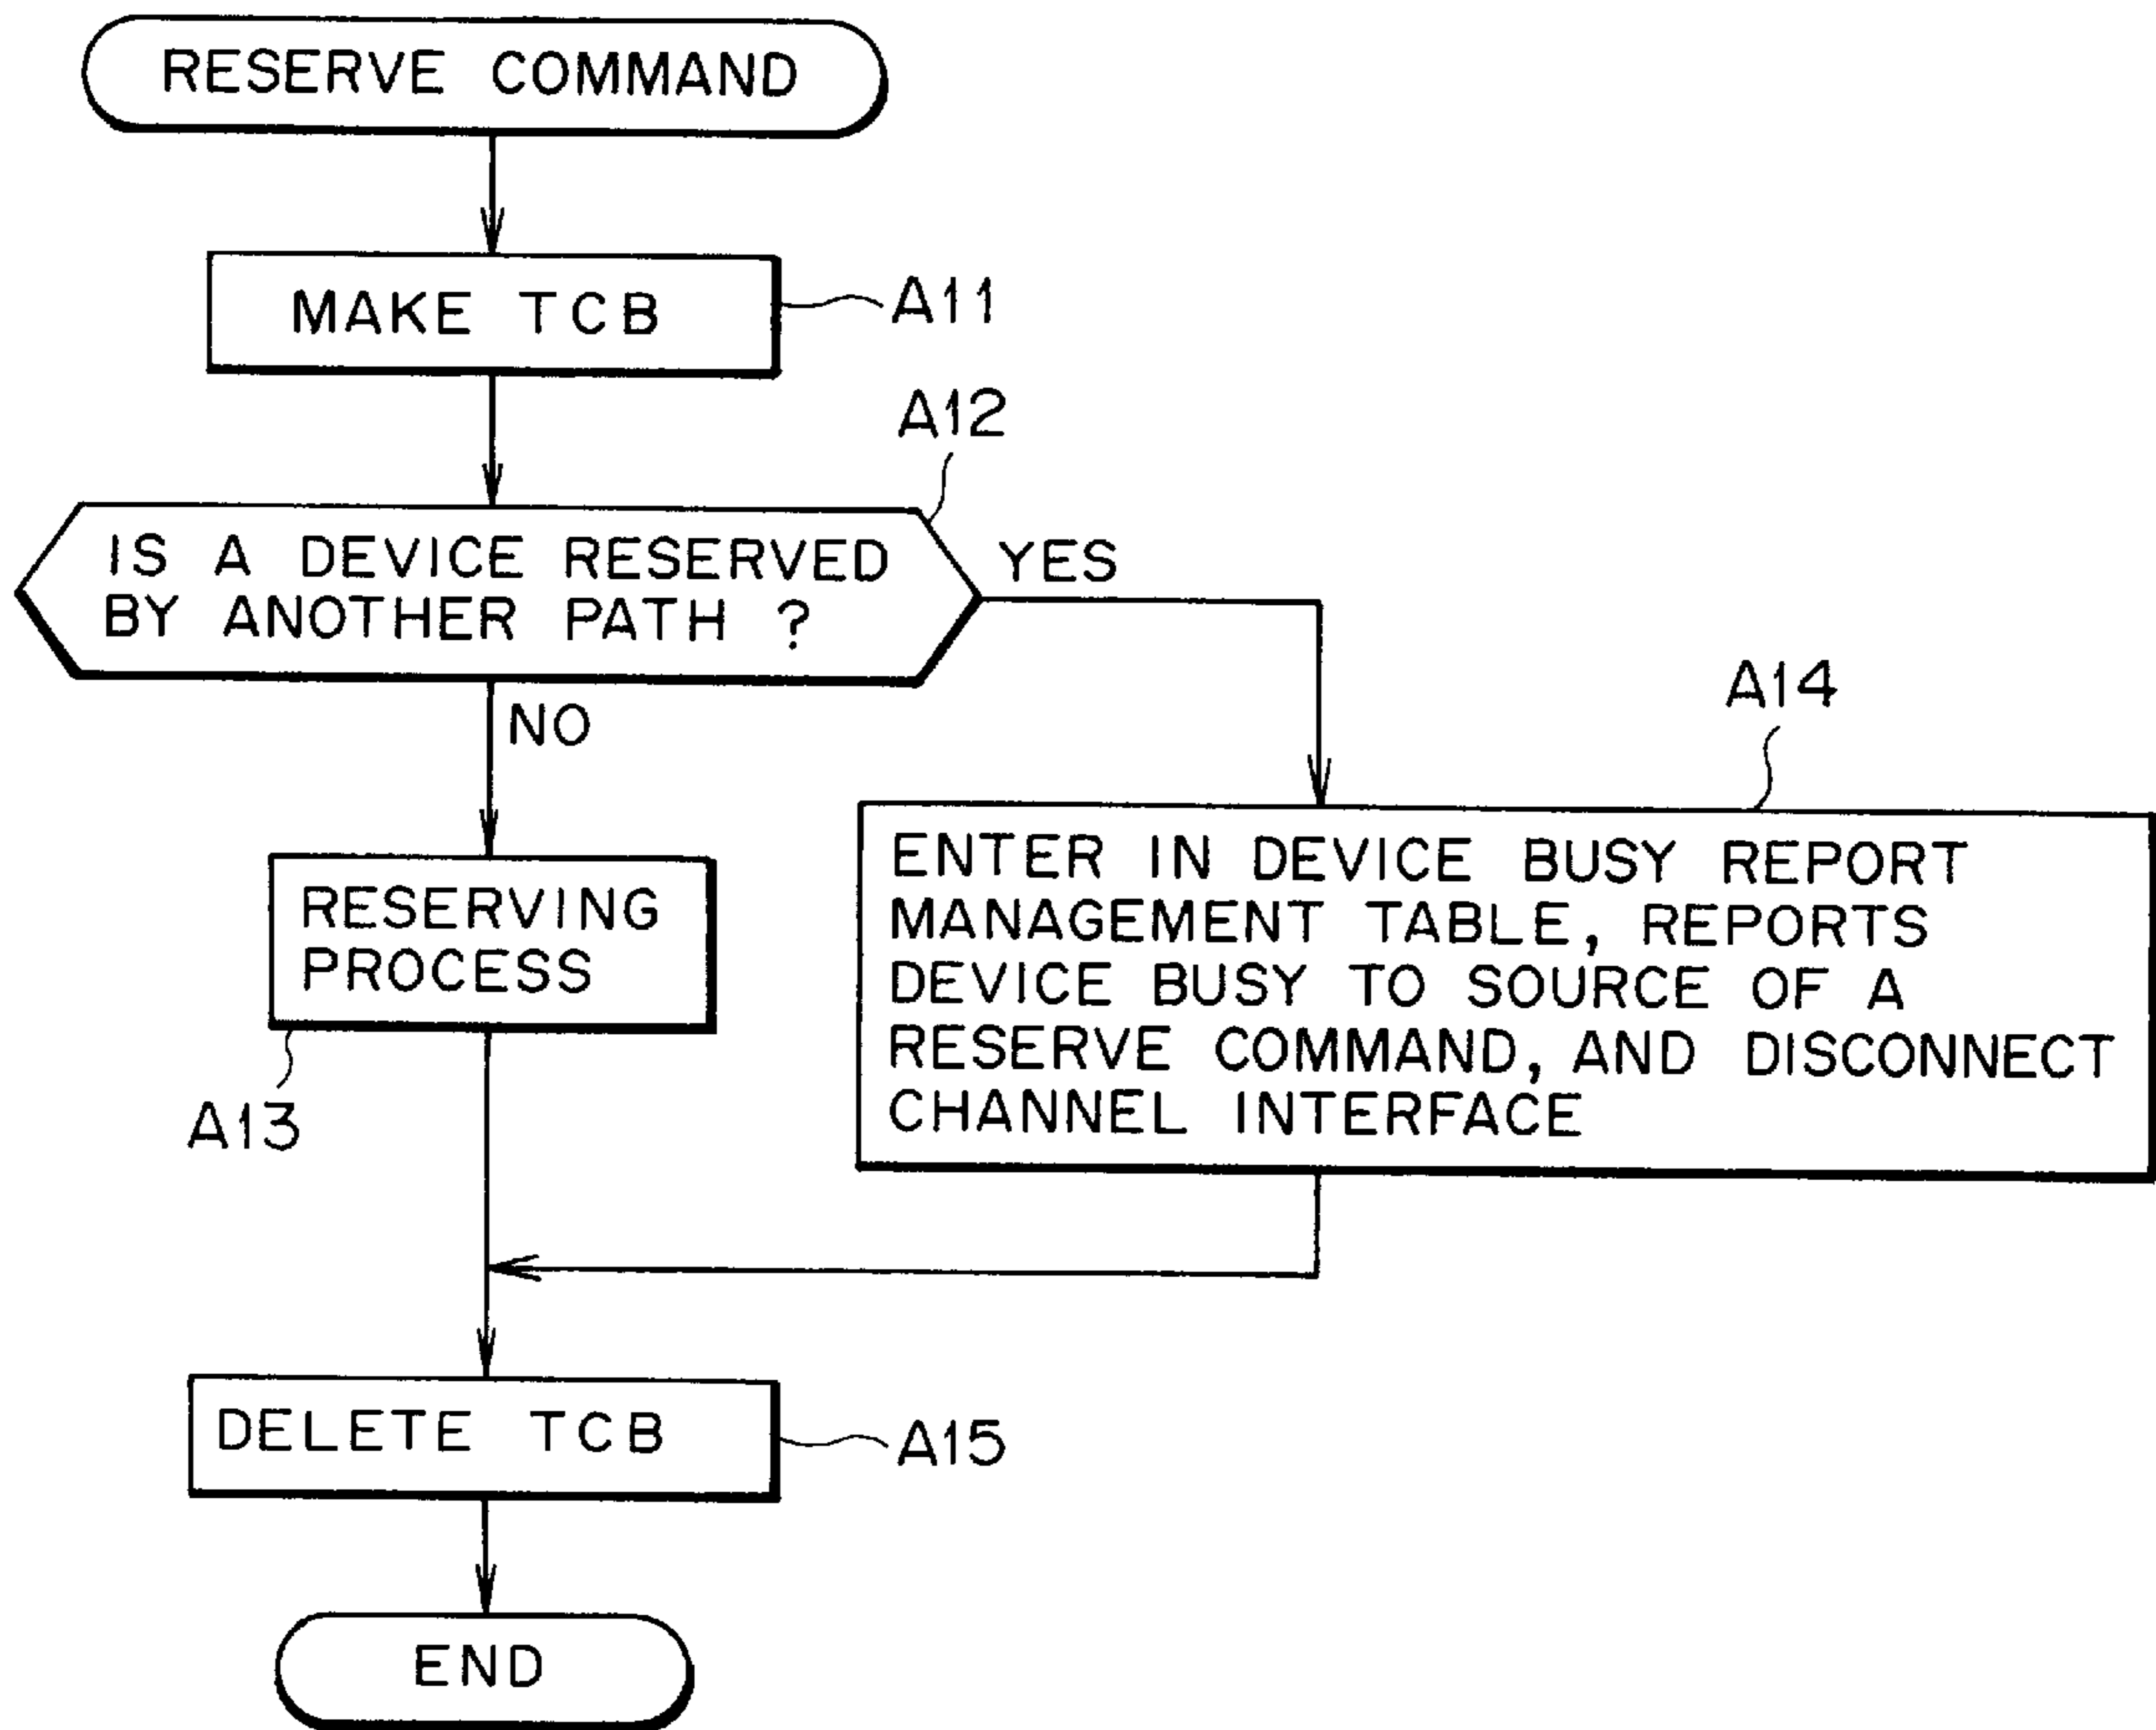 RESERVE COMMAND
MAKE TCB
A11
A12
IS A DEVICE RESERVED
BY ANOTHER PATH ?
YES
NO
A14
RESERVING
PROCESS
A13
ENTER IN DEVICE BUSY REPORT
MANAGEMENT TABLE, REPORTS
DEVICE BUSY TO SOURCE OF A
RESERVE COMMAND, AND DISCONNECT
CHANNEL INTERFACE
DELETE TCB
A15
END